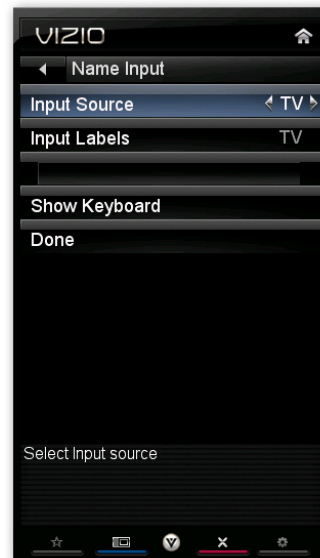 VIZIO
Name Input
Input Source TV
Input Labels TV
Show Keyboard
Done
Select Input source
V